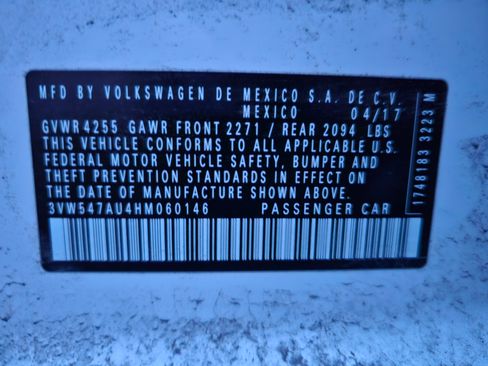 MFD BY VOLKSWAGEN DE MEXICO S.A. DE C.V.
MEXICO 04/17
GVWR 4255 GAWR FRONT 2271 / REAR 2094 LBS
THIS VEHICLE CONFORMS TO ALL APPLICABLE
FEDERAL MOTOR VEHICLE SAFETY, BUMPER AND
THEFT PREVENTION STANDARDS IN EFFECT ON
THE DATE OF MANUFACTURE SHOWN ABOVE.
3VW547AU4HM060146 PASSENGER CAR
1748183 3223 M